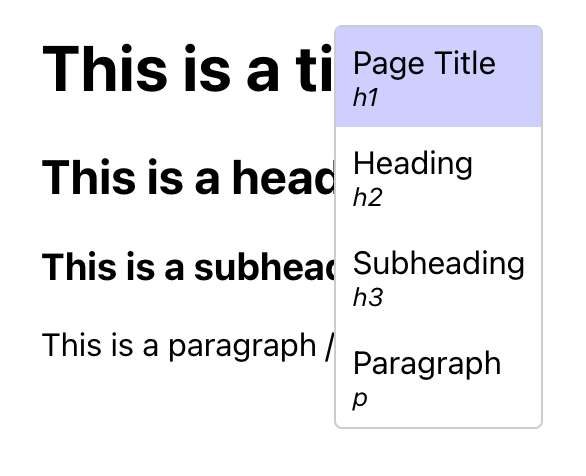 This is a ti
This is a head
This is a subhead
This is a paragraph /
Page Title
h1
Heading
h2
Subheading
h3
Paragraph
p